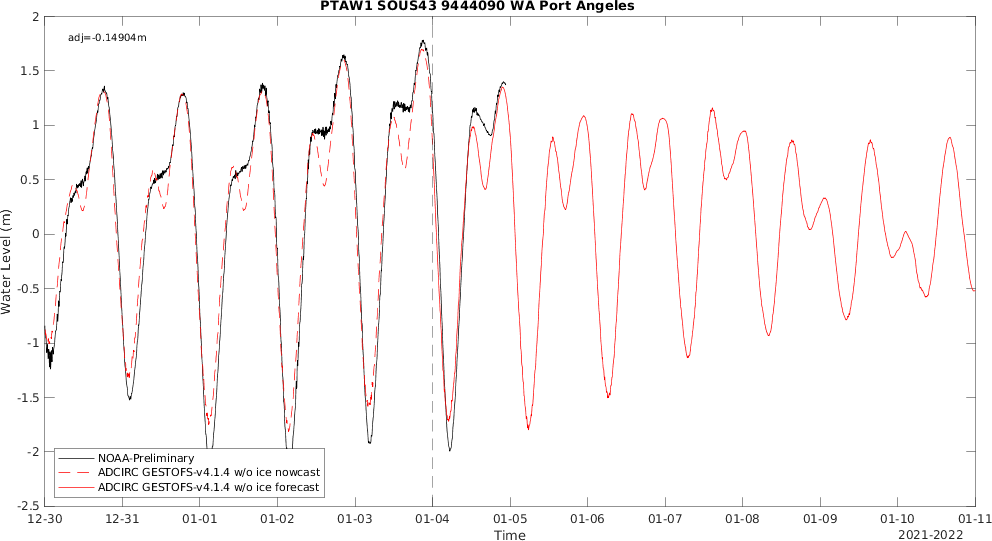 PTAW1 SOUS43 9444090 WA Port Angeles
adj=-0.14904m
2
1.5
1
0.5
0
-0.5
-1
-1.5
-2
-2.5
Water Level (m)
NOAA-Preliminary
ADCIRC GESTOFS-v4.1.4 w/o ice nowcast
ADCIRC GESTOFS-v4.1.4 w/o ice forecast
12-30 12-31 01-01 01-02 01-03 01-04 01-05 01-06 01-07 01-08 01-09 01-10 01-11
Time
2021-2022